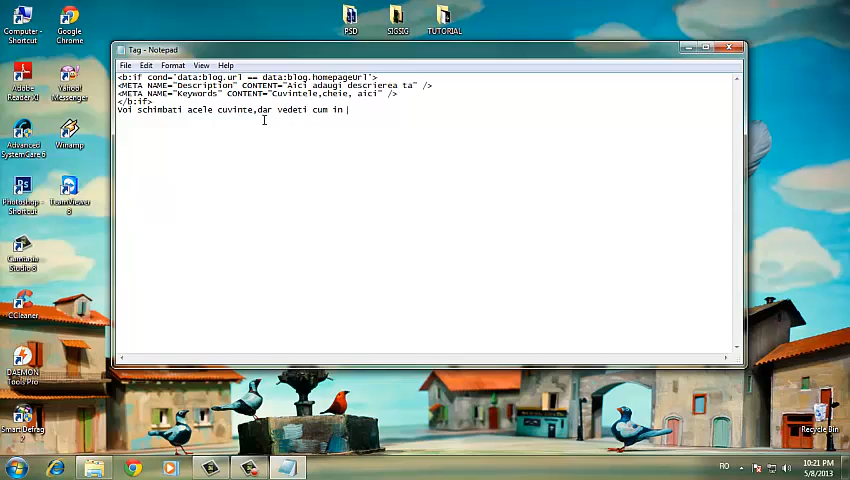 Computer - Shortcut
Google Chrome
PSD
SIGSIG
TUTORIAL
Tag - Notepad
File Edit Format View Help
<b:if cond='data:blog.url == data:blog.homepageUrl'>
<META NAME="Description" CONTENT="Aici adaugi descrierea ta" />
<META NAME="Keywords" CONTENT="Cuvintele,cheie, aici" />
</b:if>
Voi schimbati acele cuvinte,dar vedeti cum in
Adobe Reader XI
Yahoo! Messenger
Advanced SystemCare 6
Winamp
Photoshop - Shortcut
TeamViewer 8
Camtasia Studio 8
CCleaner
DAEMON Tools Pro
Smart Defrag 2
Recycle Bin
RO
10:21 PM
5/8/2013